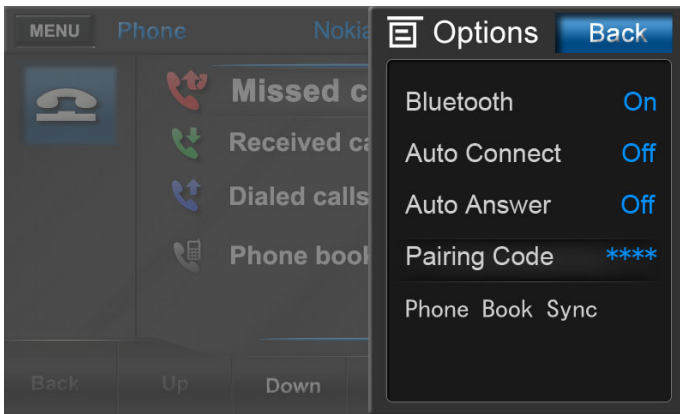 MENU Phone Nokia
Missed c
Received ca
Dialed calls
Phone book
Back Up Down
Options Back
Bluetooth On
Auto Connect Off
Auto Answer Off
Pairing Code ****
Phone Book Sync